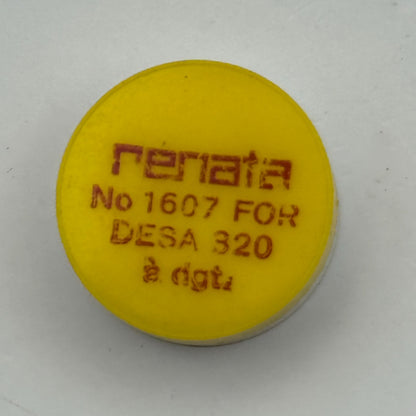 renata
No 1607 FOR
DESA 320
à dgt.